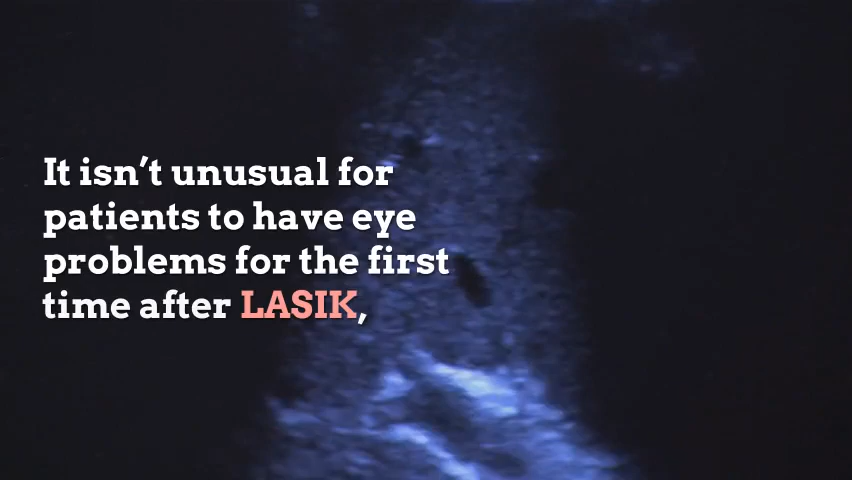 It isn’t unusual for
patients to have eye
problems for the first
time after LASIK,